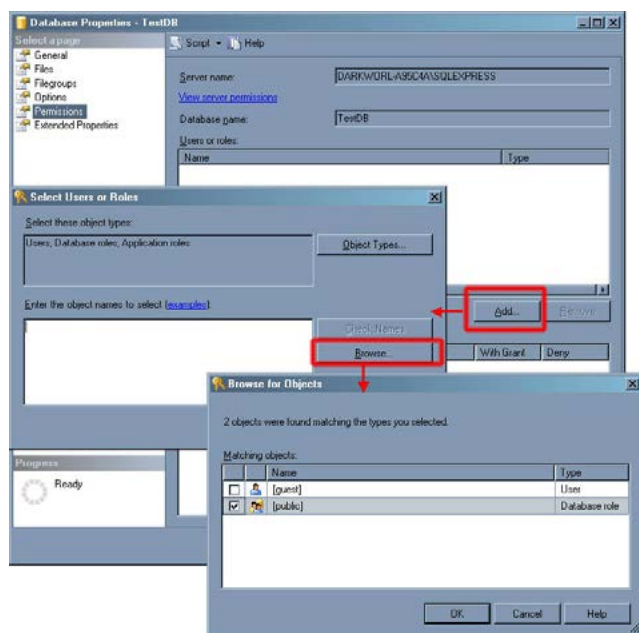 Database Properties - TestDB
Select a page
General
Files
Filegroups
Options
Permissions
Extended Properties
Script Help
Server name: DARKWORL-A95C4A\SQLEXPRESS
View server permissions
Database name: TestDB
Users or roles:
Name Type
Select Users or Roles
Select these object types:
Users, Database roles, Application roles
Object Types...
Enter the object names to select (examples)
Add... Remove
Check Names
Browse...
With Grant Deny
Browse for Objects
2 objects were found matching the types you selected.
Matching objects:
Name Type
[guest] User
[public] Database role
Progress
Ready
OK Cancel Help